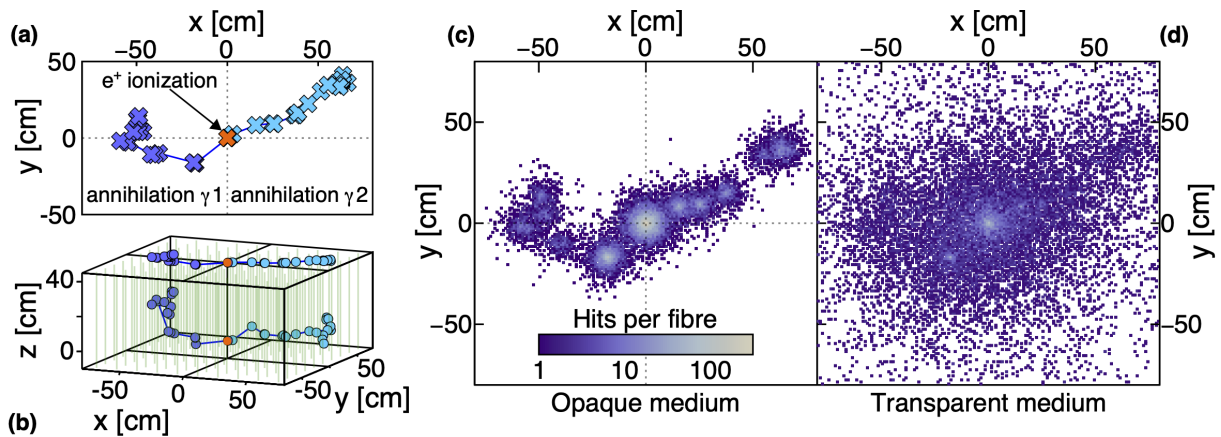 (a)
x [cm]
−50
0
50
50
0
-50
y [cm]
e⁺ ionization
annihilation γ1
annihilation γ2
40
0
z [cm]
-50
0
50
x [cm]
-50
50
y [cm]
(b)
(c)
x [cm]
−50
0
50
50
0
−50
y [cm]
Hits per fibre
1
10
100
Opaque medium
x [cm]
(d)
−50
0
50
50
0
−50
y [cm]
Transparent medium